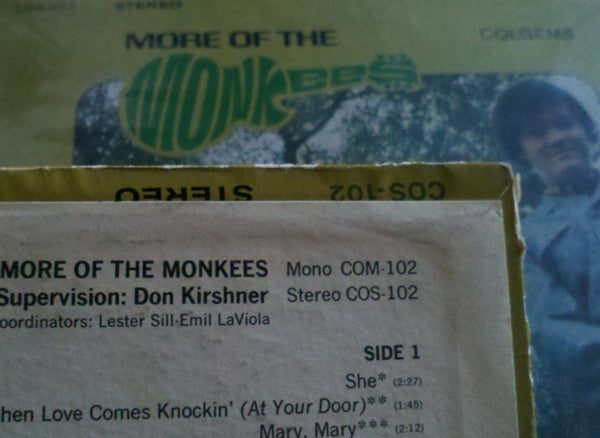 STEREO
MORE OF THE
MONKEES
COLGEMS
STEREO
COS-102
MORE OF THE MONKEES Mono COM-102
Supervision: Don Kirshner Stereo COS-102
oordinators: Lester Sill-Emil LaViola
SIDE 1
She* (2:27)
hen Love Comes Knockin' (At Your Door)** (1:45)
Mary, Mary*** (2:12)